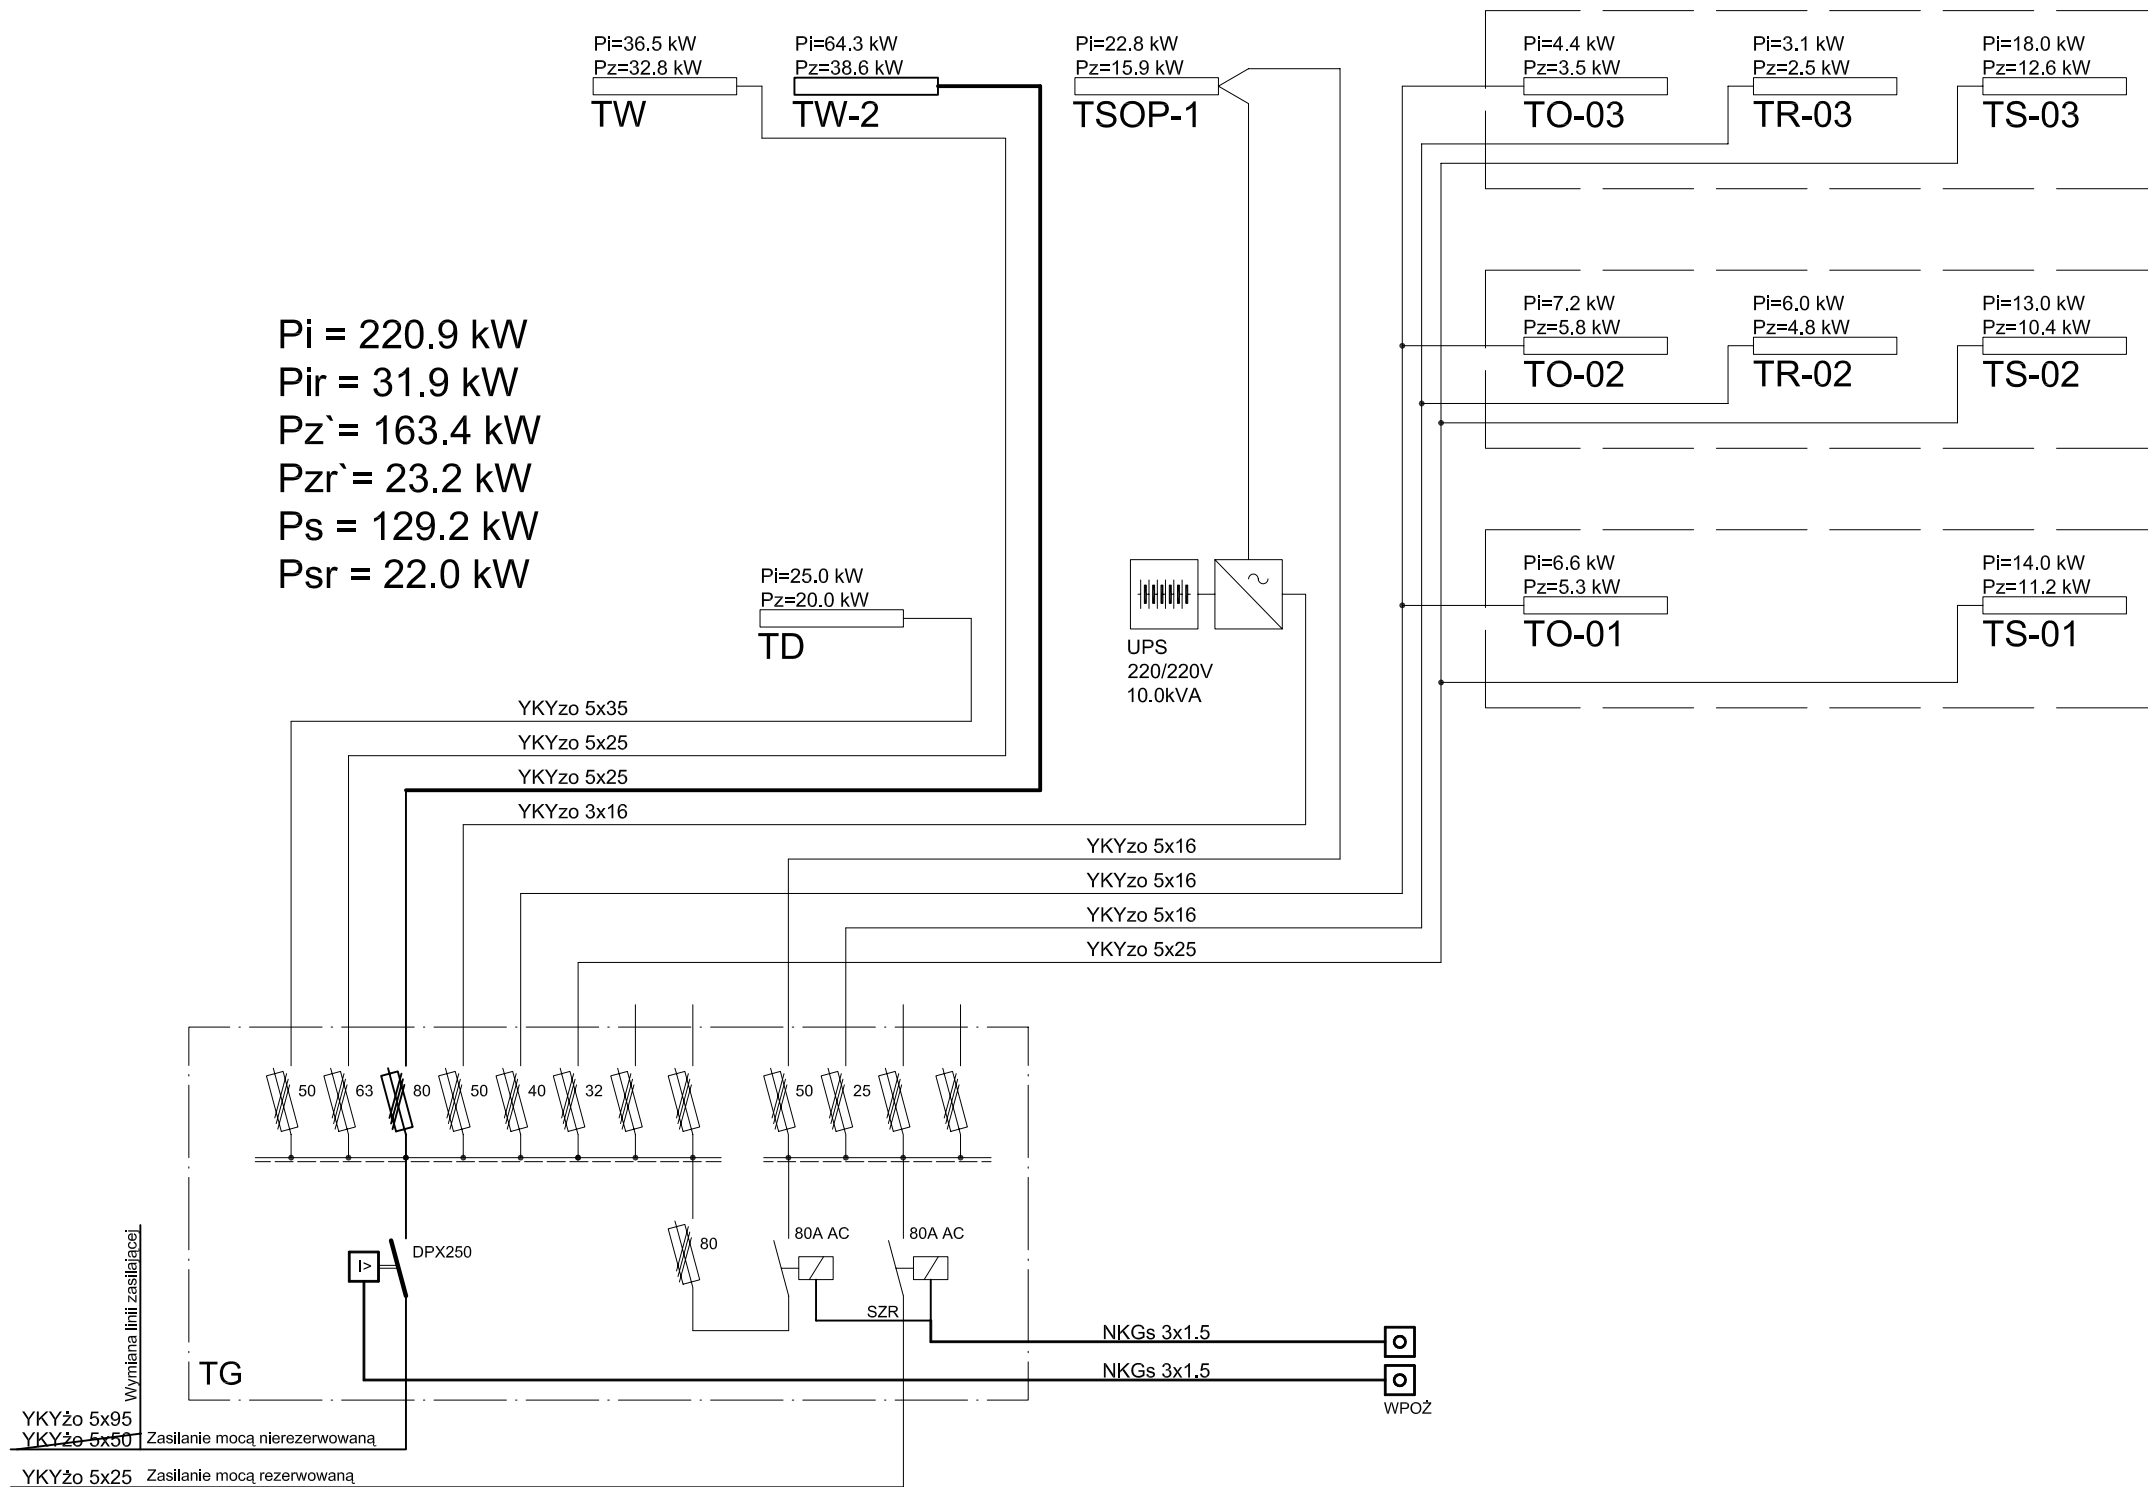 Pi=36.5 kW
Pz=32.8 kW
TW
Pi=64.3 kW
Pz=38.6 kW
TW-2
Pi=22.8 kW
Pz=15.9 kW
TSOP-1
Pi=4.4 kW
Pz=3.5 kW
TO-03
Pi=3.1 kW
Pz=2.5 kW
TR-03
Pi=18.0 kW
Pz=12.6 kW
TS-03
Pi = 220.9 kW
Pir = 31.9 kW
Pz`= 163.4 kW
Pzr`= 23.2 kW
Ps = 129.2 kW
Psr = 22.0 kW
Pi=7.2 kW
Pz=5.8 kW
TO-02
Pi=6.0 kW
Pz=4.8 kW
TR-02
Pi=13.0 kW
Pz=10.4 kW
TS-02
Pi=25.0 kW
Pz=20.0 kW
TD
UPS
220/220V
10.0kVA
Pi=6.6 kW
Pz=5.3 kW
TO-01
Pi=14.0 kW
Pz=11.2 kW
TS-01
YKYzo 5x35
YKYzo 5x25
YKYzo 5x25
YKYzo 3x16
YKYzo 5x16
YKYzo 5x16
YKYzo 5x16
YKYzo 5x25
50
63
80
50
40
32
50
25
I>
DPX250
80
80A AC
80A AC
SZR
TG
NKGs 3x1.5
NKGs 3x1.5
WPOŻ
Wymiana linii zasilającej
YKYżo 5x95
YKYżo 5x50
Zasilanie mocą nierezerwowaną
YKYżo 5x25
Zasilanie mocą rezerwowaną